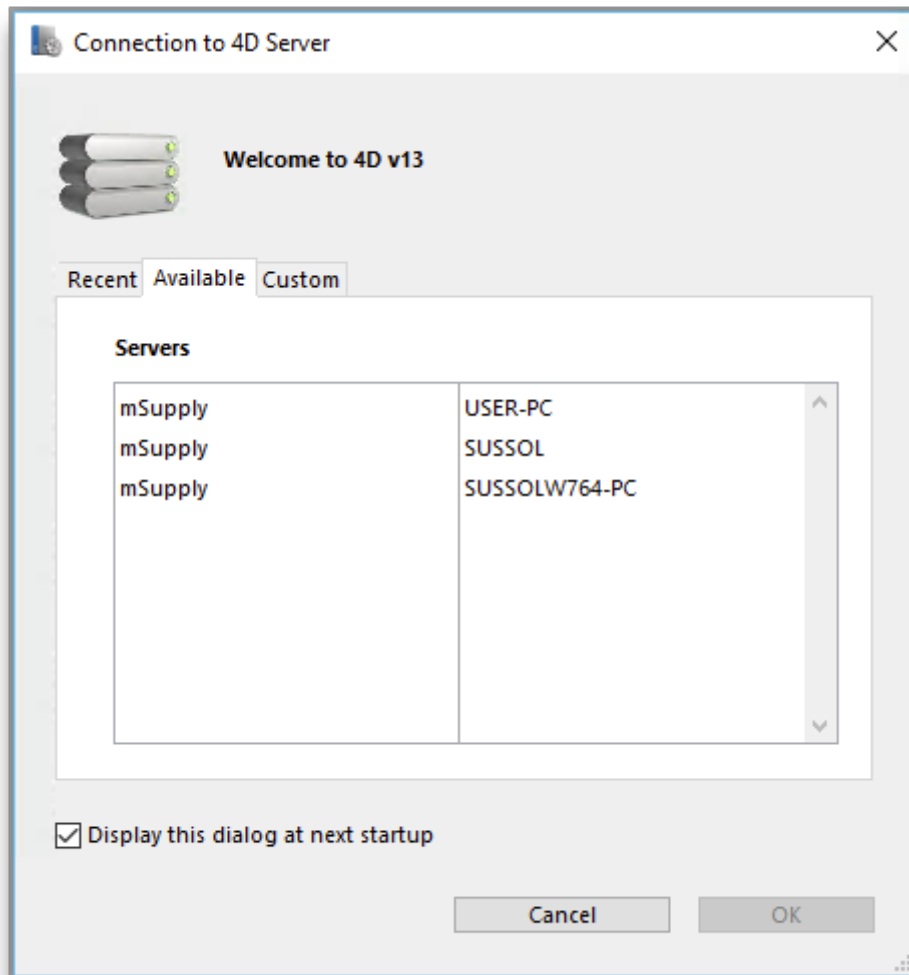 Connection to 4D Server
Welcome to 4D v13
Recent Available Custom
Servers
mSupply USER-PC
mSupply SUSSOL
mSupply SUSSOLW764-PC
Display this dialog at next startup
Cancel OK